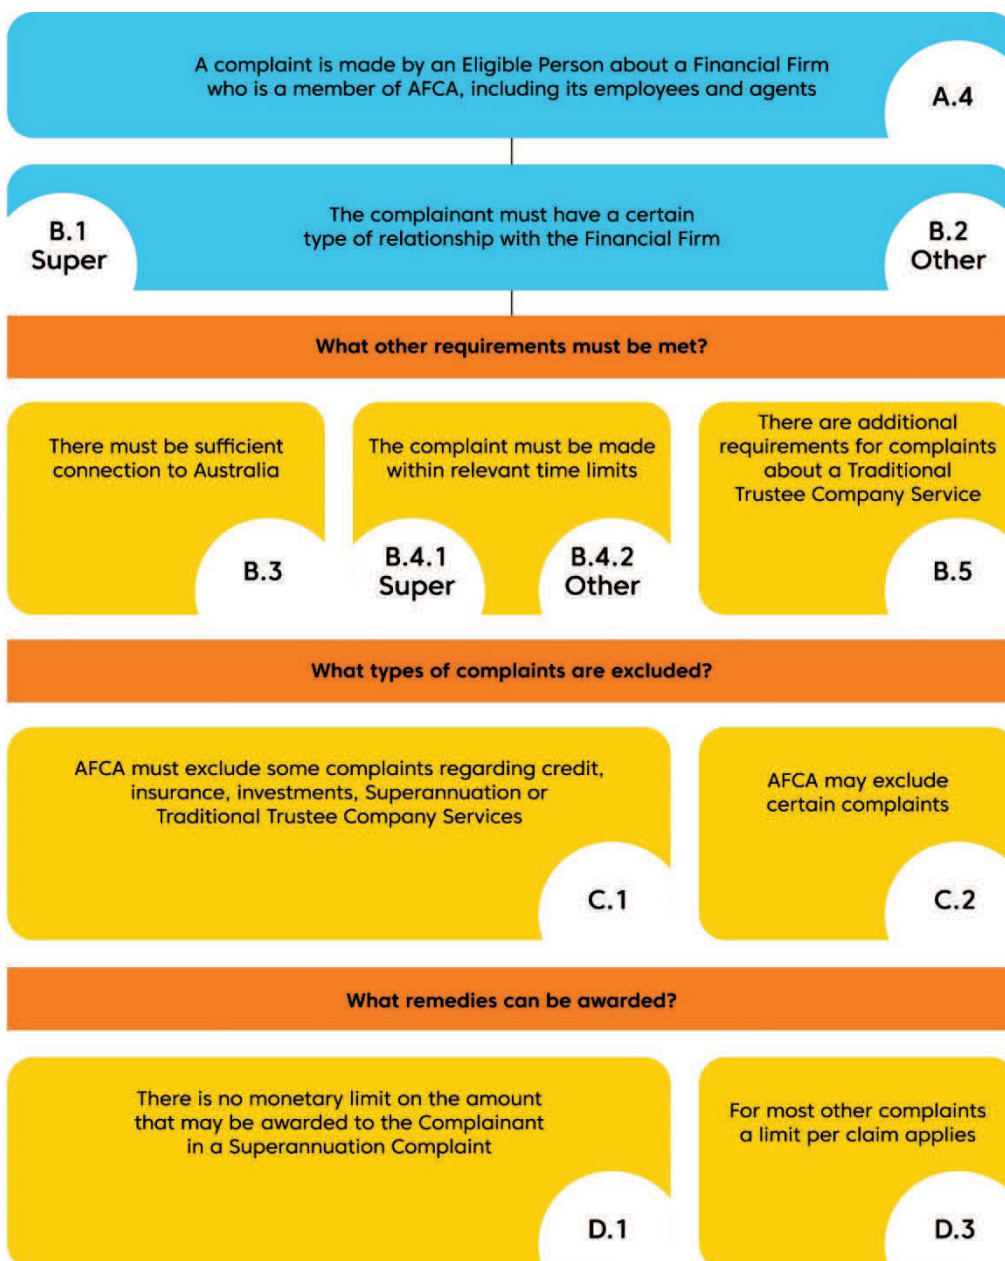 A complaint is made by an Eligible Person about a Financial Firm
who is a member of AFCA, including its employees and agents
A.4
B.1
Super
The complainant must have a certain
type of relationship with the Financial Firm
B.2
Other
What other requirements must be met?
There must be sufficient
connection to Australia
B.3
The complaint must be made
within relevant time limits
B.4.1
Super
B.4.2
Other
There are additional
requirements for complaints
about a Traditional
Trustee Company Service
B.5
What types of complaints are excluded?
AFCA must exclude some complaints regarding credit,
insurance, investments, Superannuation or
Traditional Trustee Company Services
C.1
AFCA may exclude
certain complaints
C.2
What remedies can be awarded?
There is no monetary limit on the amount
that may be awarded to the Complainant
in a Superannuation Complaint
D.1
For most other complaints
a limit per claim applies
D.3